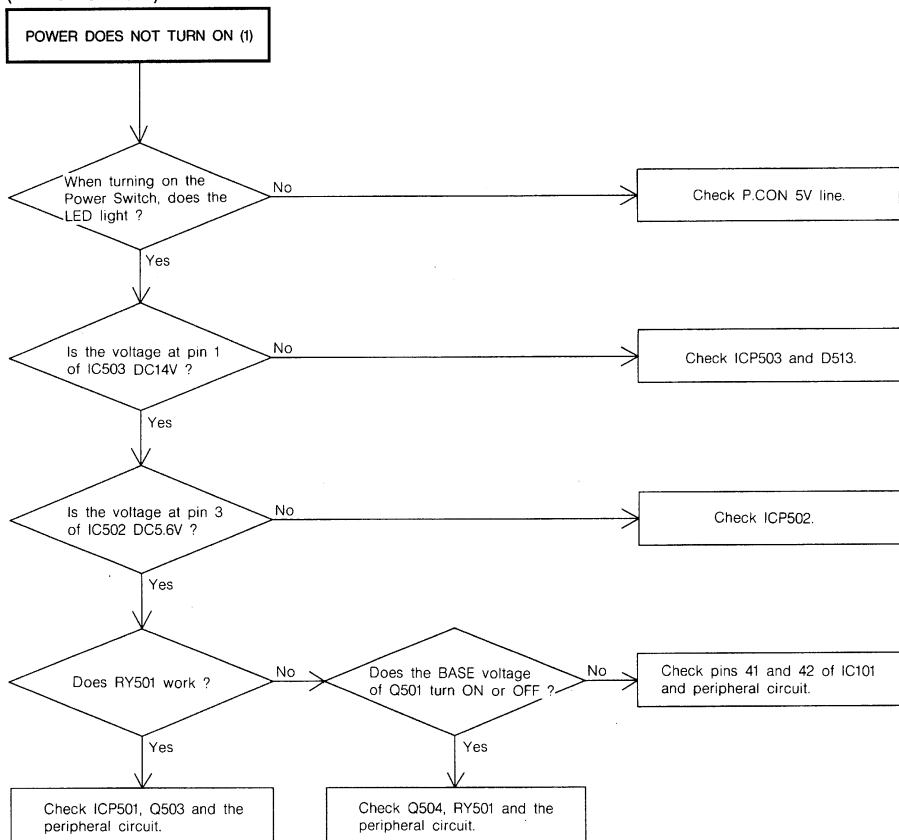 POWER DOES NOT TURN ON (1)
When turning on the
Power Switch, does the
LED light ?
No
Check P.CON 5V line.
Yes
Is the voltage at pin 1
of IC503 DC14V ?
No
Check ICP503 and D513.
Yes
Is the voltage at pin 3
of IC502 DC5.6V ?
No
Check ICP502.
Yes
Does RY501 work ?
No
Does the BASE voltage
of Q501 turn ON or OFF ?
No
Check pins 41 and 42 of IC101
and peripheral circuit.
Yes
Yes
Check ICP501, Q503 and the
peripheral circuit.
Check Q504, RY501 and the
peripheral circuit.